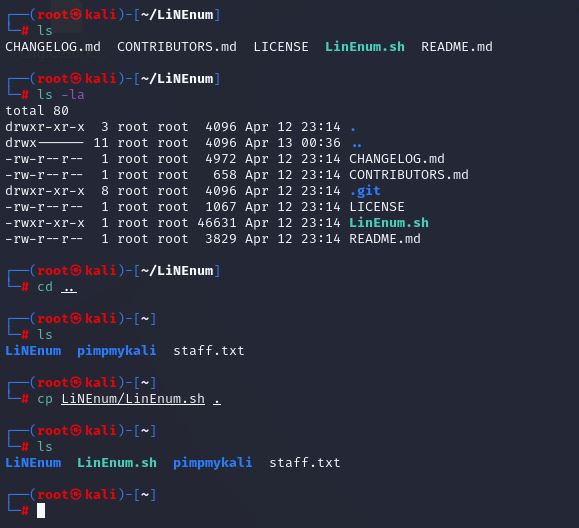 ┌──(root㉿kali)-[~/LiNEnum]
└─# ls
CHANGELOG.md  CONTRIBUTORS.md  LICENSE  LinEnum.sh  README.md
┌──(root㉿kali)-[~/LiNEnum]
└─# ls -la
total 80
drwxr-xr-x  3 root root  4096 Apr 12 23:14 .
drwx------ 11 root root  4096 Apr 13 00:36 ..
-rw-r--r--  1 root root  4972 Apr 12 23:14 CHANGELOG.md
-rw-r--r--  1 root root   658 Apr 12 23:14 CONTRIBUTORS.md
drwxr-xr-x  8 root root  4096 Apr 12 23:14 .git
-rw-r--r--  1 root root  1067 Apr 12 23:14 LICENSE
-rwxr-xr-x  1 root root 46631 Apr 12 23:14 LinEnum.sh
-rw-r--r--  1 root root  3829 Apr 12 23:14 README.md
┌──(root㉿kali)-[~/LiNEnum]
└─# cd ..
┌──(root㉿kali)-[~]
└─# ls
LiNEnum  pimpmykali  staff.txt
┌──(root㉿kali)-[~]
└─# cp LiNEnum/LinEnum.sh .
┌──(root㉿kali)-[~]
└─# ls
LiNEnum  LinEnum.sh  pimpmykali  staff.txt
┌──(root㉿kali)-[~]
└─#